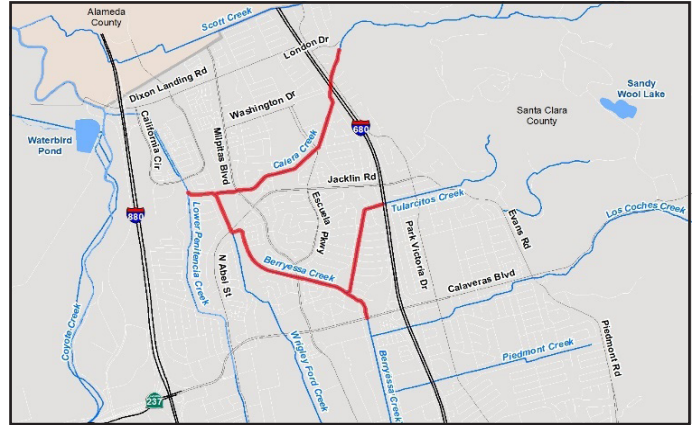 Alameda
County
Scott Creek
London Dr
Dixon Landing Rd
Sandy
Wool Lake
Washington Dr
Santa Clara
County
Waterbird
Pond
California Cir
Milpitas Blvd
680
Calera Creek
Jacklin Rd
Tularcitos Creek
Escuela Pkwy
880
Lower Penitencia Creek
Park Victoria Dr
Evans Rd
Los Coches Creek
N Abel St
Berryessa Creek
Calaveras Blvd
Coyote Creek
Wrigley Ford Creek
Berryessa Creek
Piedmont Creek
Piedmont Rd
237